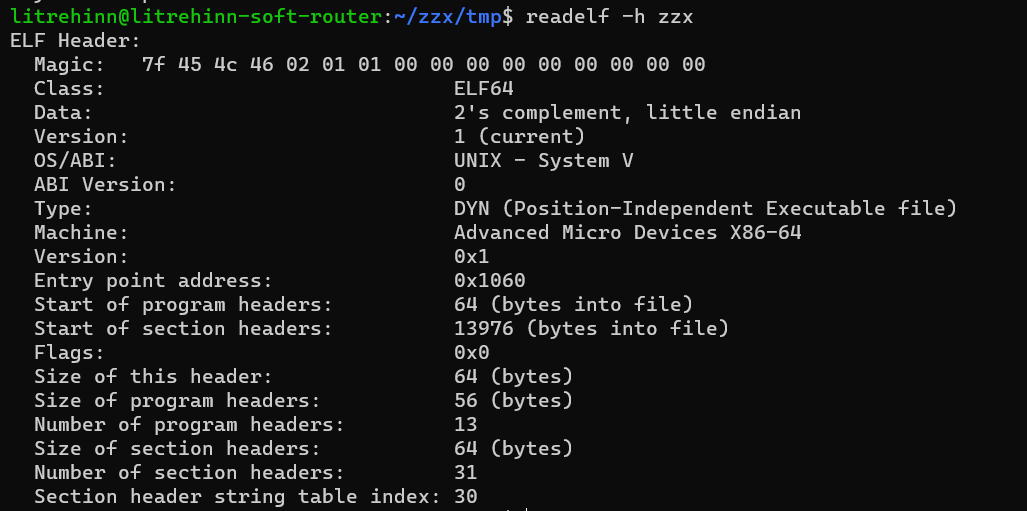 litrehinn@litrehinn-soft-router:~/zzx/tmp$ readelf -h zzx
ELF Header:
  Magic:   7f 45 4c 46 02 01 01 00 00 00 00 00 00 00 00 00
  Class:                             ELF64
  Data:                              2's complement, little endian
  Version:                           1 (current)
  OS/ABI:                            UNIX - System V
  ABI Version:                       0
  Type:                              DYN (Position-Independent Executable file)
  Machine:                           Advanced Micro Devices X86-64
  Version:                           0x1
  Entry point address:               0x1060
  Start of program headers:          64 (bytes into file)
  Start of section headers:          13976 (bytes into file)
  Flags:                             0x0
  Size of this header:               64 (bytes)
  Size of program headers:           56 (bytes)
  Number of program headers:         13
  Size of section headers:           64 (bytes)
  Number of section headers:         31
  Section header string table index: 30